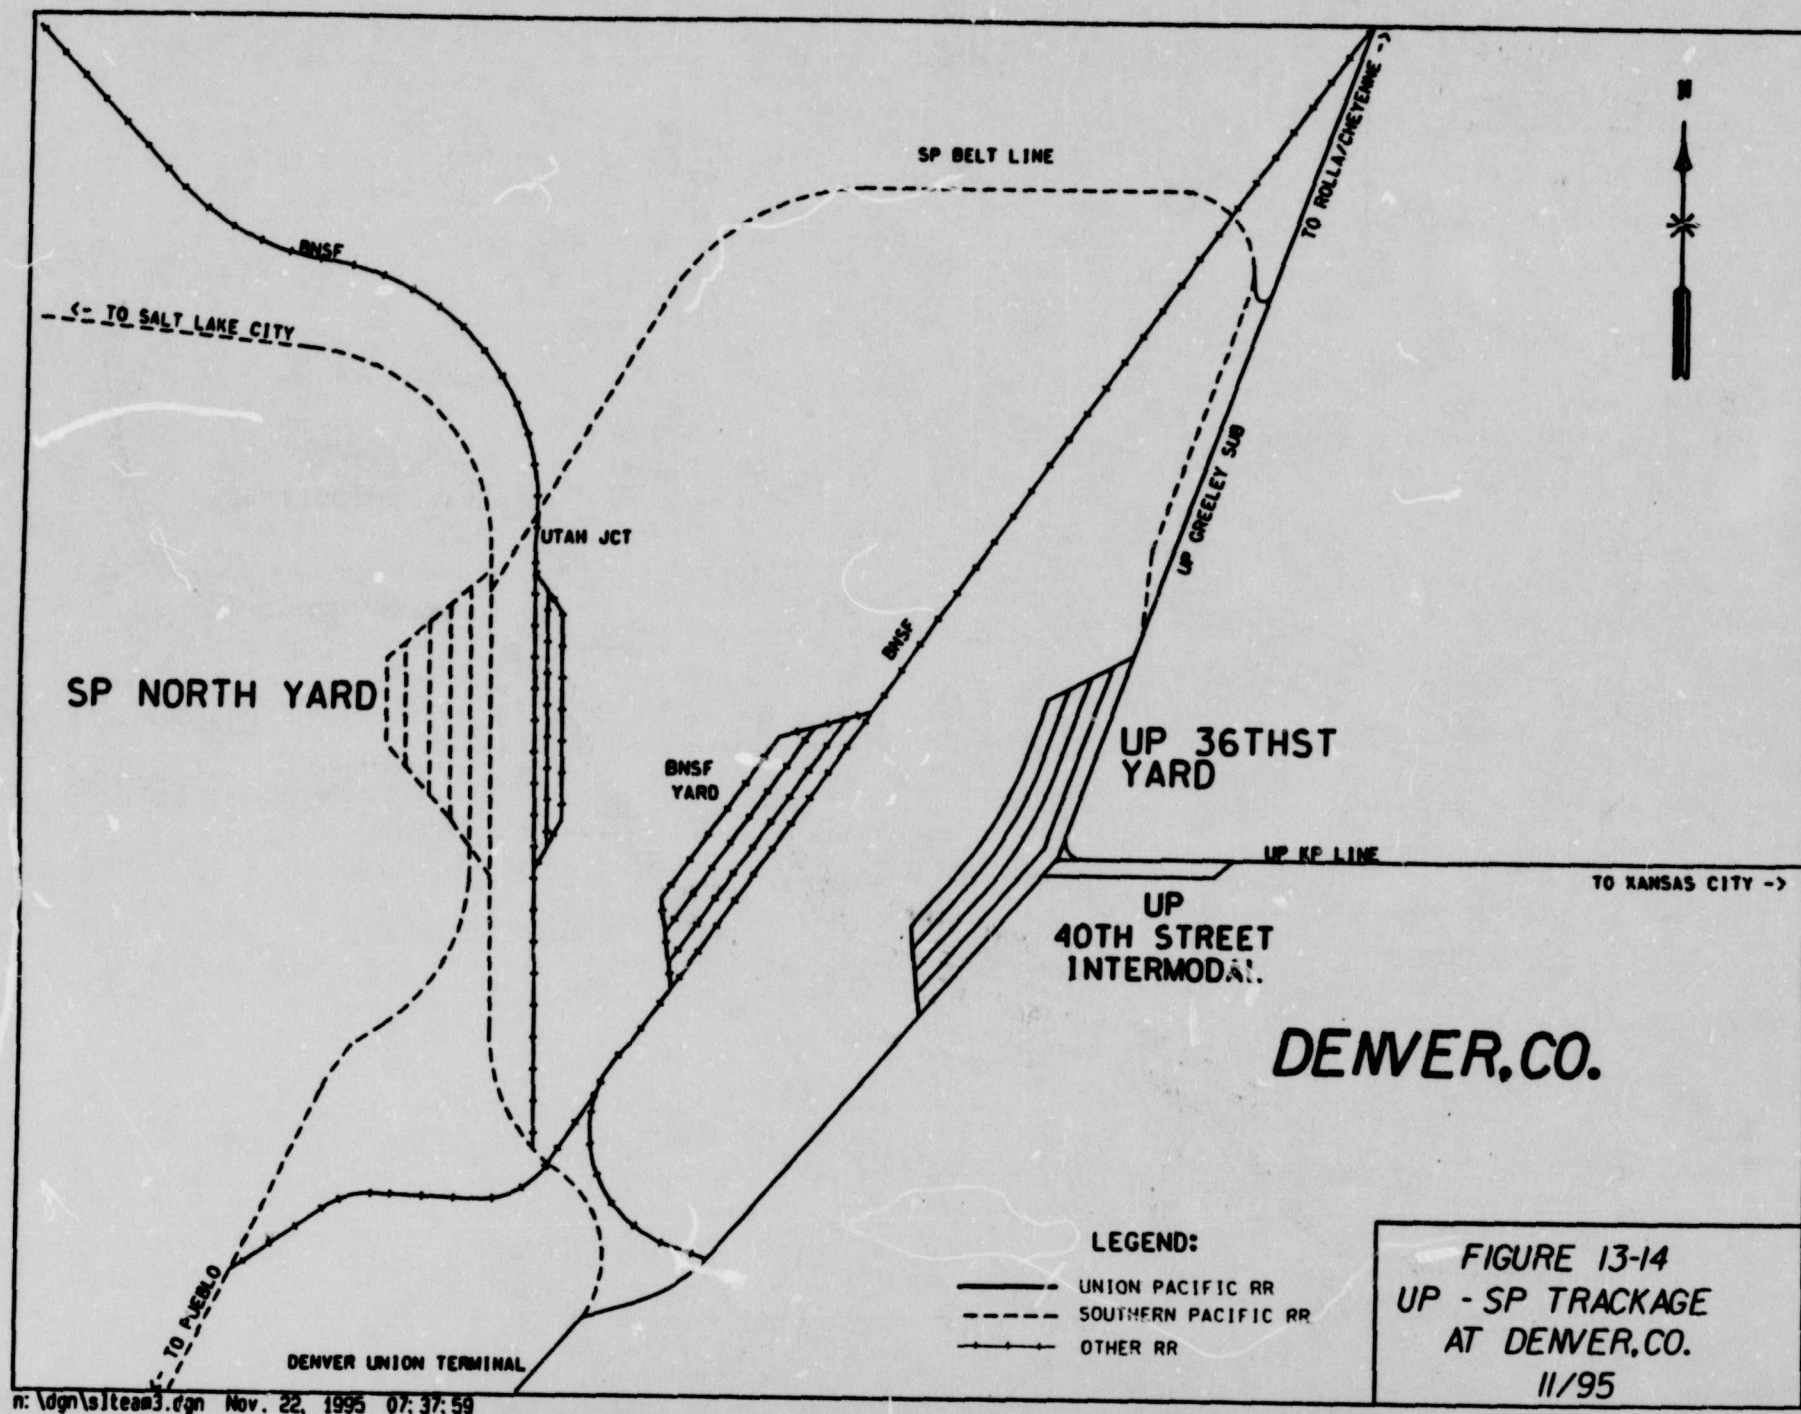 N
TO ROLLA/CHEYENNE ->
SP BELT LINE
BNSF
<- TO SALT LAKE CITY
UP GREELEY SUB
UTAH JCT
BNSF
SP NORTH YARD
UP 36THST
YARD
BNSF
YARD
UP KP LINE
TO KANSAS CITY ->
UP
40TH STREET
INTERMODAL
DENVER,CO.
LEGEND:
UNION PACIFIC RR
SOUTHERN PACIFIC RR
OTHER RR
FIGURE 13-14
UP - SP TRACKAGE
AT DENVER,CO.
11/95
<- TO PUEBLO
DENVER UNION TERMINAL
n:\dgn\slteam3.dgn Nov. 22, 1995 07:37:59